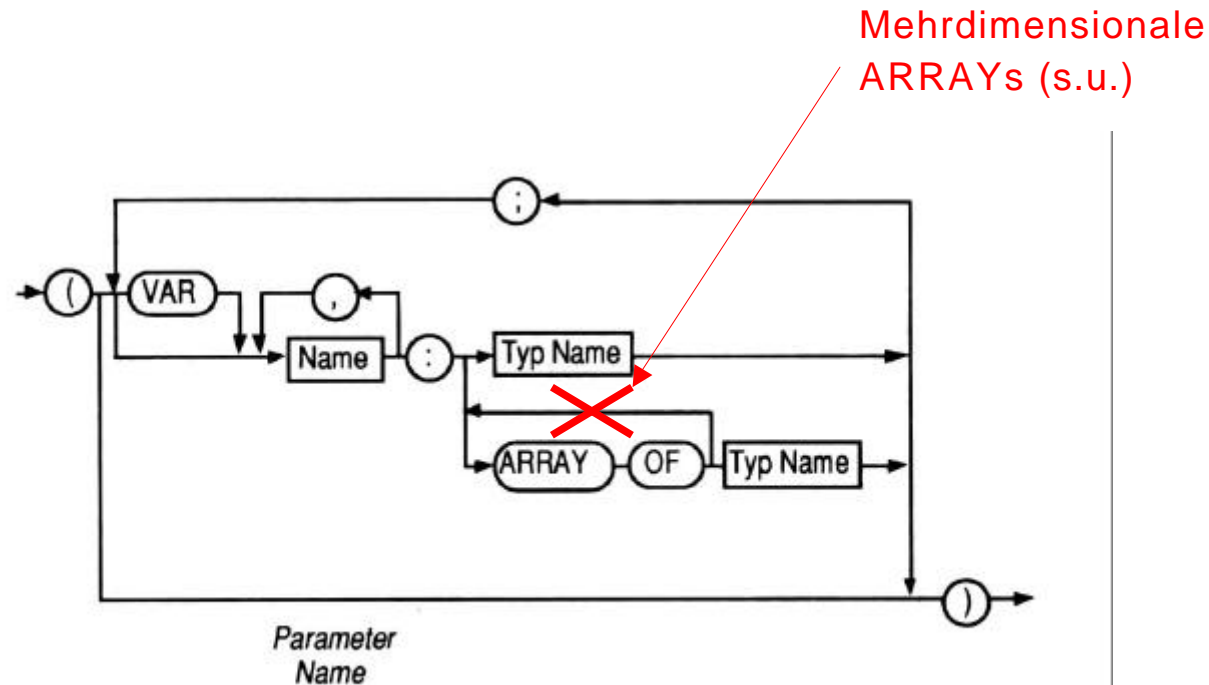 Mehrdimensionale
ARRAYs (s.u.)
;
( VAR ,
Name : Typ Name
ARRAY OF Typ Name
)
Parameter
Name